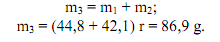 m₃ = m₁ + m₂;
m₃ = (44,8 + 42,1) г = 86,9 g.